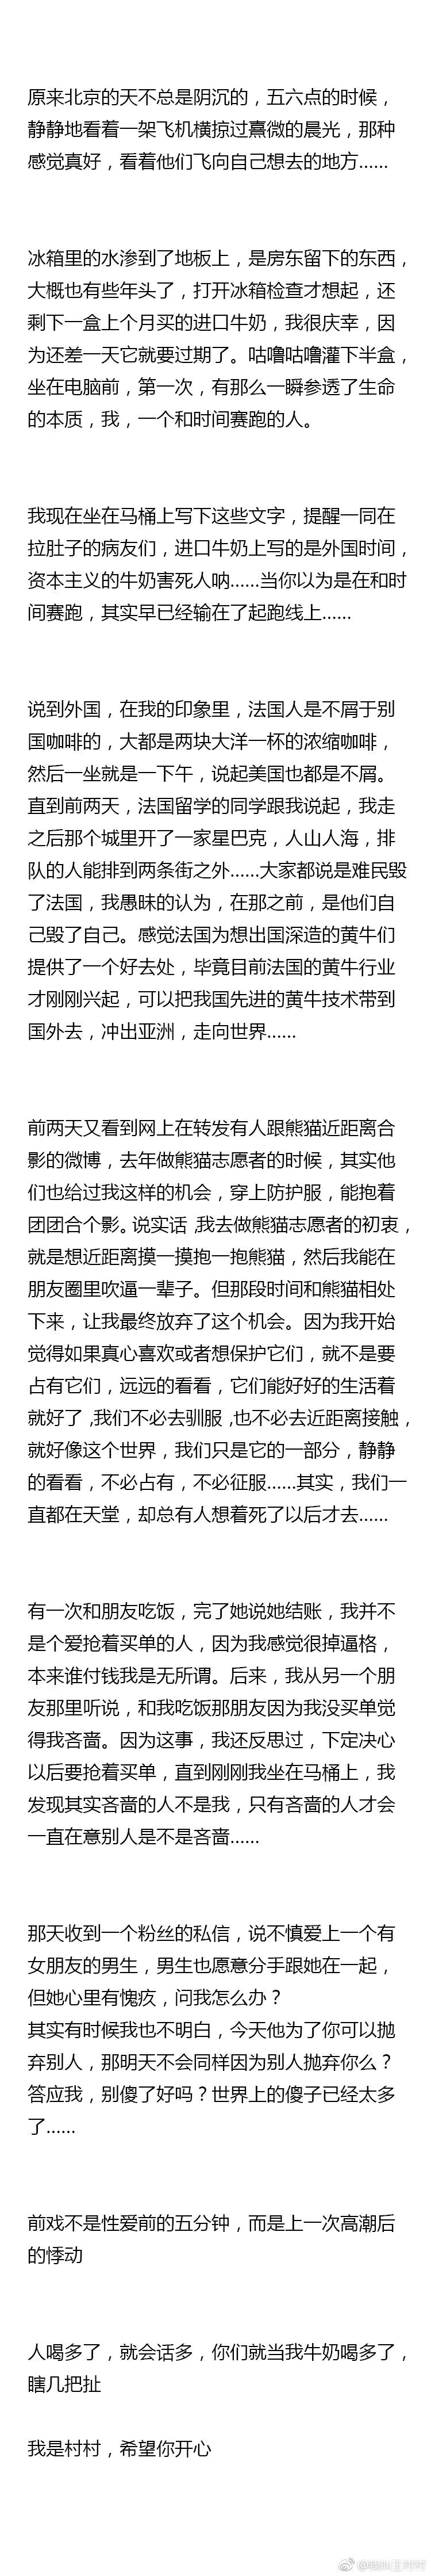 原来北京的天不总是阴沉的，五六点的时候，
静静地看着一架飞机横掠过熹微的晨光，那种
感觉真好，看着他们飞向自己想去的地方......
冰箱里的水渗到了地板上，是房东留下的东西，
大概也有些年头了，打开冰箱检查才想起，还
剩下一盒上个月买的进口牛奶，我很庆幸，因
为还差一天它就要过期了。咕噜咕噜灌下半盒，
坐在电脑前，第一次，有那么一瞬参透了生命
的本质，我，一个和时间赛跑的人。
我现在坐在马桶上写下这些文字，提醒一同在
拉肚子的病友们，进口牛奶上写的是外国时间，
资本主义的牛奶害死人呐......当你以为是在和时
间赛跑，其实早已经输在了起跑线上......
说到外国，在我的印象里，法国人是不屑于别
国咖啡的，大都是两块大洋一杯的浓缩咖啡，
然后一坐就是一下午，说起美国也都是不屑。
直到前两天，法国留学的同学跟我说起，我走
之后那个城里开了一家星巴克，人山人海，排
队的人能排到两条街之外......大家都说是难民毁
了法国，我愚昧的认为，在那之前，是他们自
己毁了自己。感觉法国为想出国深造的黄牛们
提供了一个好去处，毕竟目前法国的黄牛行业
才刚刚兴起，可以把我国先进的黄牛技术带到
国外去，冲出亚洲，走向世界......
前两天又看到网上在转发有人跟熊猫近距离合
影的微博，去年做熊猫志愿者的时候，其实他
们也给过我这样的机会，穿上防护服，能抱着
团团合个影。说实话，我去做熊猫志愿者的初衷，
就是想近距离摸一摸抱一抱熊猫，然后我能在
朋友圈里吹逼一辈子。但那段时间和熊猫相处
下来，让我最终放弃了这个机会。因为我开始
觉得如果真心喜欢或者想保护它们，就不是要
占有它们，远远的看看，它们能好好的生活着
就好了，我们不必去驯服，也不必去近距离接触，
就好像这个世界，我们只是它的一部分，静静
的看看，不必占有，不必征服......其实，我们一
直都在天堂，却总有人想着死了以后才去......
有一次和朋友吃饭，完了她说她结账，我并不
是个爱抢着买单的人，因为我感觉很掉逼格，
本来谁付钱我是无所谓。后来，我从另一个朋
友那里听说，和我吃饭那朋友因为我没买单觉
得我吝啬。因为这事，我还反思过，下定决心
以后要抢着买单，直到刚刚我坐在马桶上，我
发现其实吝啬的人不是我，只有吝啬的人才会
一直在意别人是不是吝啬......
那天收到一个粉丝的私信，说不慎爱上一个有
女朋友的男生，男生也愿意分手跟她在一起，
但她心里有愧疚，问我怎么办？
其实有时候我也不明白，今天他为了你可以抛
弃别人，那明天不会同样因为别人抛弃你么？
答应我，别傻了好吗？世界上的傻子已经太多
了......
前戏不是性爱前的五分钟，而是上一次高潮后
的悸动
人喝多了，就会话多，你们就当我牛奶喝多了，
瞎几把扯
我是村村，希望你开心